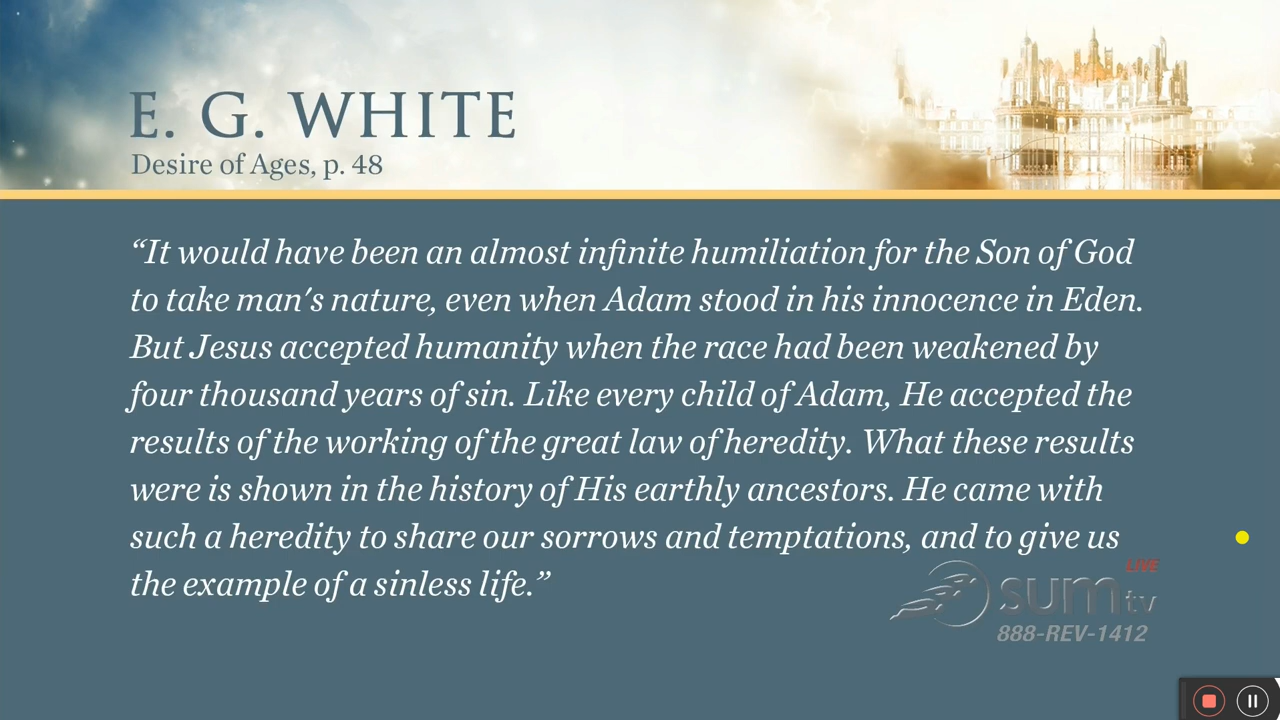 E. G. WHITE
Desire of Ages, p. 48
“It would have been an almost infinite humiliation for the Son of God
to take man's nature, even when Adam stood in his innocence in Eden.
But Jesus accepted humanity when the race had been weakened by
four thousand years of sin. Like every child of Adam, He accepted the
results of the working of the great law of heredity. What these results
were is shown in the history of His earthly ancestors. He came with
such a heredity to share our sorrows and temptations, and to give us
the example of a sinless life.”
LIVE
sumtv
888-REV-1412